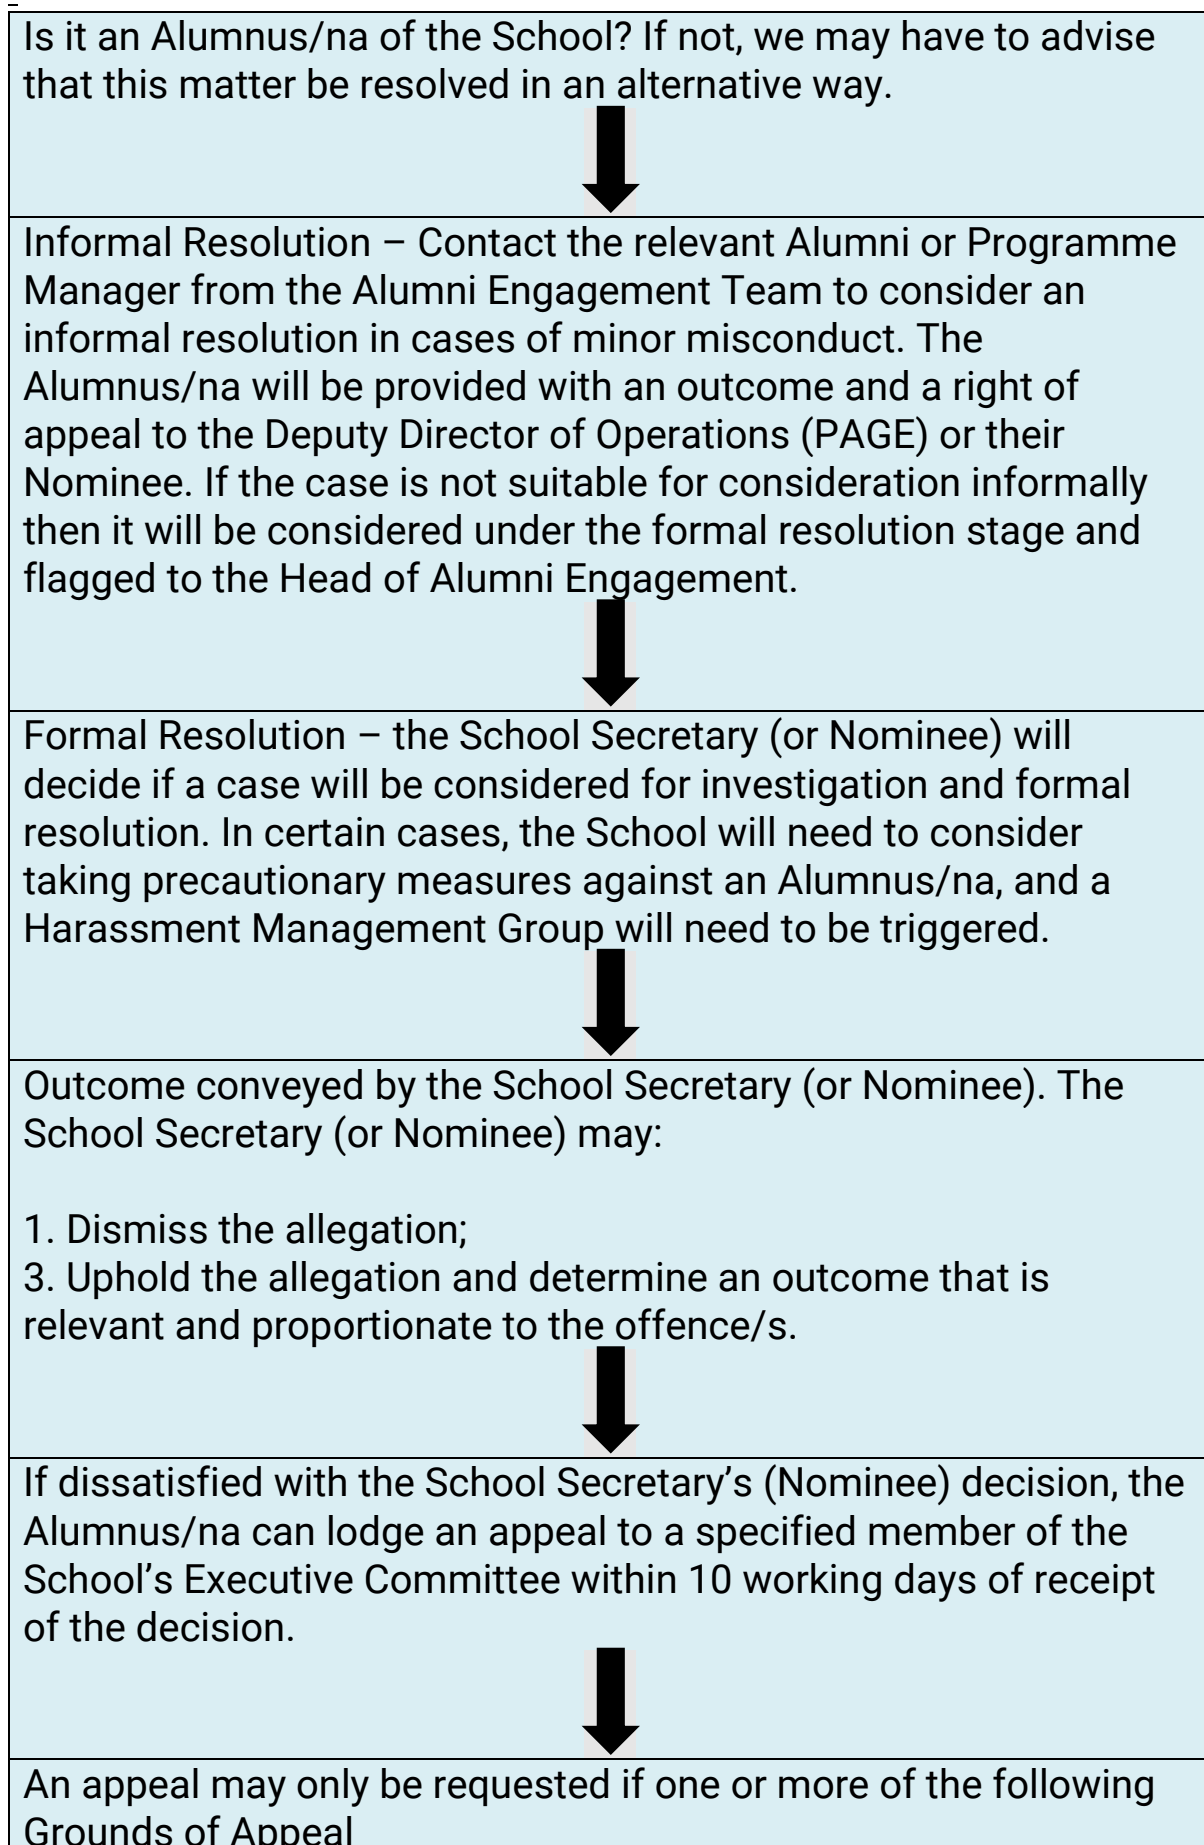 Is it an Alumnus/na of the School? If not, we may have to advise
that this matter be resolved in an alternative way.
Informal Resolution – Contact the relevant Alumni or Programme
Manager from the Alumni Engagement Team to consider an
informal resolution in cases of minor misconduct. The
Alumnus/na will be provided with an outcome and a right of
appeal to the Deputy Director of Operations (PAGE) or their
Nominee. If the case is not suitable for consideration informally
then it will be considered under the formal resolution stage and
flagged to the Head of Alumni Engagement.
Formal Resolution – the School Secretary (or Nominee) will
decide if a case will be considered for investigation and formal
resolution. In certain cases, the School will need to consider
taking precautionary measures against an Alumnus/na, and a
Harassment Management Group will need to be triggered.
Outcome conveyed by the School Secretary (or Nominee). The
School Secretary (or Nominee) may:
1. Dismiss the allegation;
3. Uphold the allegation and determine an outcome that is
relevant and proportionate to the offence/s.
If dissatisfied with the School Secretary’s (Nominee) decision, the
Alumnus/na can lodge an appeal to a specified member of the
School’s Executive Committee within 10 working days of receipt
of the decision.
An appeal may only be requested if one or more of the following
Grounds of Appeal